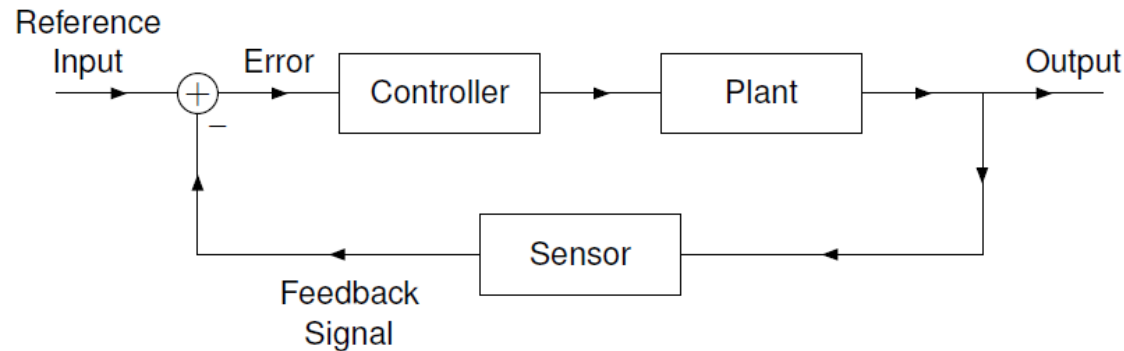 Reference
Input
Error
Controller
Plant
Output
+
−
Sensor
Feedback
Signal